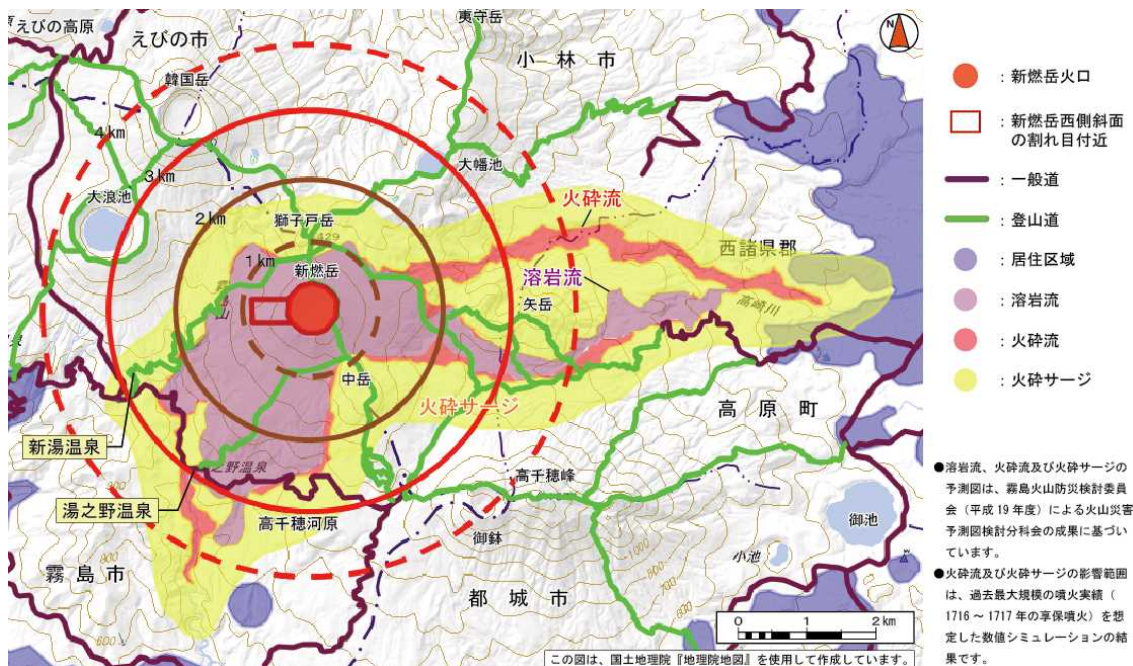 えびの高原
えびの市
夷守岳
小林市
韓国岳
4km
3km
大幡池
大浪池
2km
獅子戸岳
火砕流
西諸県郡
1km
新燃岳
溶岩流
矢岳
高崎川
中岳
火砕サージ
高原町
新湯温泉
湯之野温泉
高千穂峰
高千穂河原
御鉢
御池
小池
霧島市
都城市
0 1 2km
この図は、国土地理院『地理院地図』を使用して作成しています。
N
：新燃岳火口
：新燃岳西側斜面
の割れ目付近
：一般道
：登山道
：居住区域
：溶岩流
：火砕流
：火砕サージ
●溶岩流、火砕流及び火砕サージの
予測図は、霧島火山防災検討委員
会（平成19年度）による火山災害
予測図検討分科会の成果に基づい
ています。
●火砕流及び火砕サージの影響範囲
は、過去最大規模の噴火実績（
1716～1717年の享保噴火）を想
定した数値シミュレーションの結
果です。